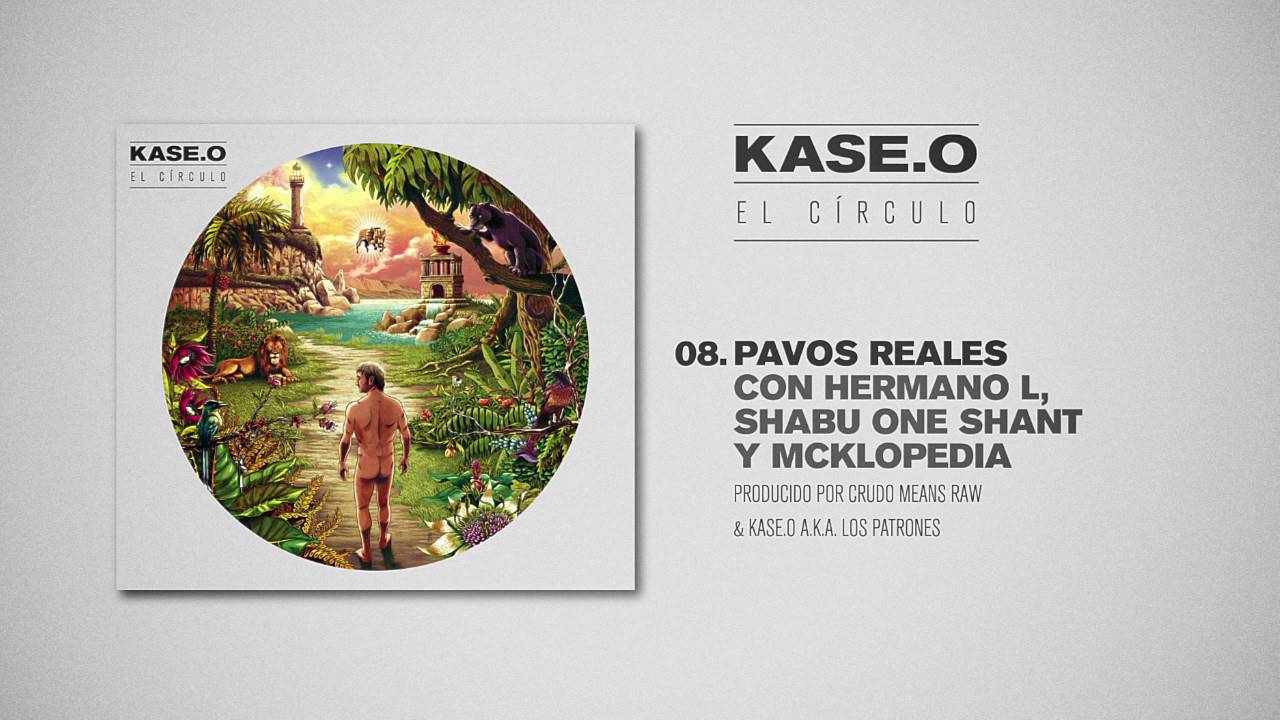 KASE.O
EL CÍRCULO
KASE.O
EL CÍRCULO
08. PAVOS REALES
CON HERMANO L,
SHABU ONE SHANT
Y MCKLOPEDIA
PRODUCIDO POR CRUDO MEANS RAW
& KASE.O A.K.A. LOS PATRONES